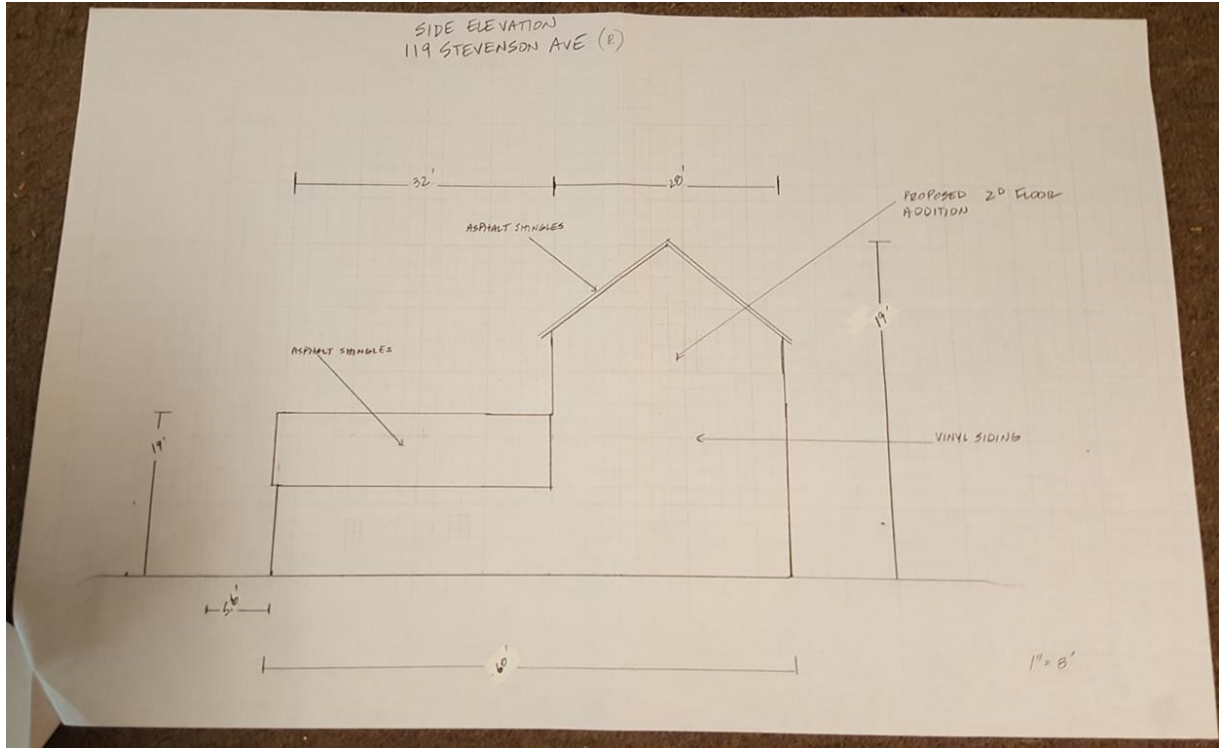 SIDE ELEVATION
119 STEVENSON AVE (R)
32'
28'
PROPOSED 2D FLOOR
ADDITION
ASPHALT SHINGLES
19'
ASPHALT SHINGLES
19'
VINYL SIDING
60'
1" = 8'